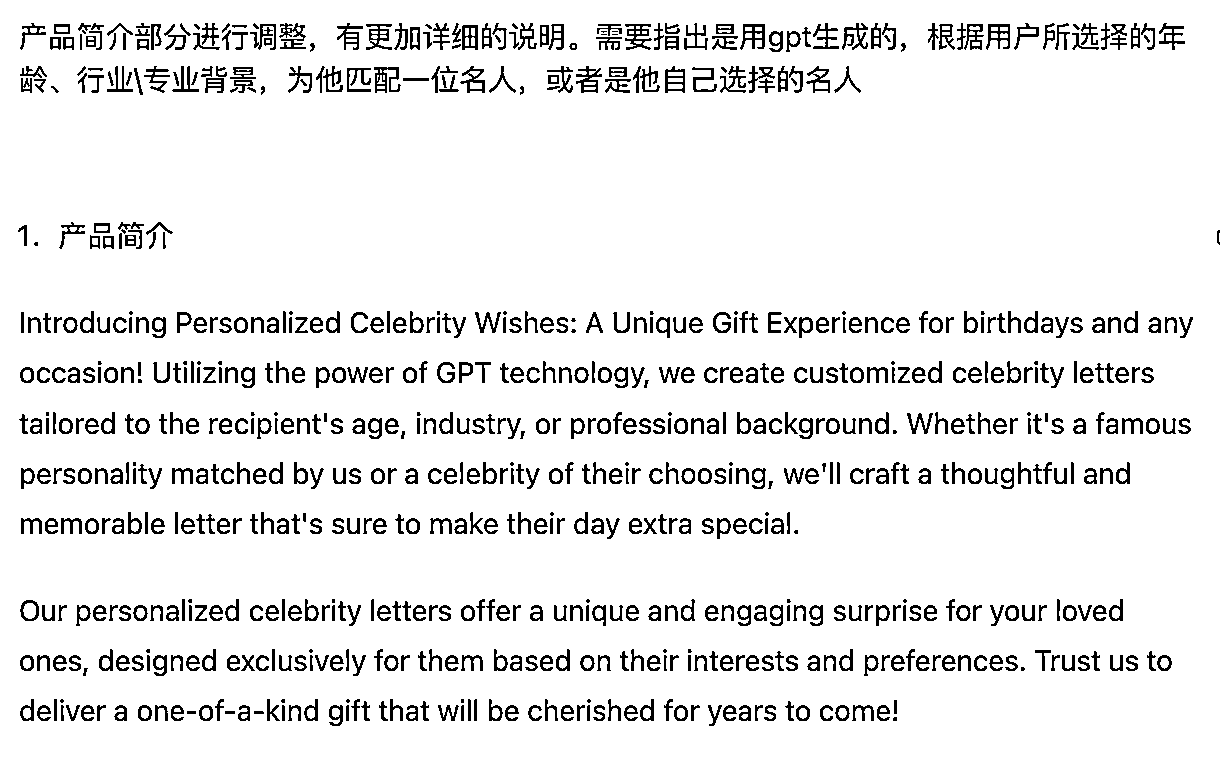 产品简介部分进行调整，有更加详细的说明。需要指出是用gpt生成的，根据用户所选择的年
龄、行业\专业背景，为他匹配一位名人，或者是他自己选择的名人
1. 产品简介
Introducing Personalized Celebrity Wishes: A Unique Gift Experience for birthdays and any
occasion! Utilizing the power of GPT technology, we create customized celebrity letters
tailored to the recipient's age, industry, or professional background. Whether it's a famous
personality matched by us or a celebrity of their choosing, we'll craft a thoughtful and
memorable letter that's sure to make their day extra special.
Our personalized celebrity letters offer a unique and engaging surprise for your loved
ones, designed exclusively for them based on their interests and preferences. Trust us to
deliver a one-of-a-kind gift that will be cherished for years to come!